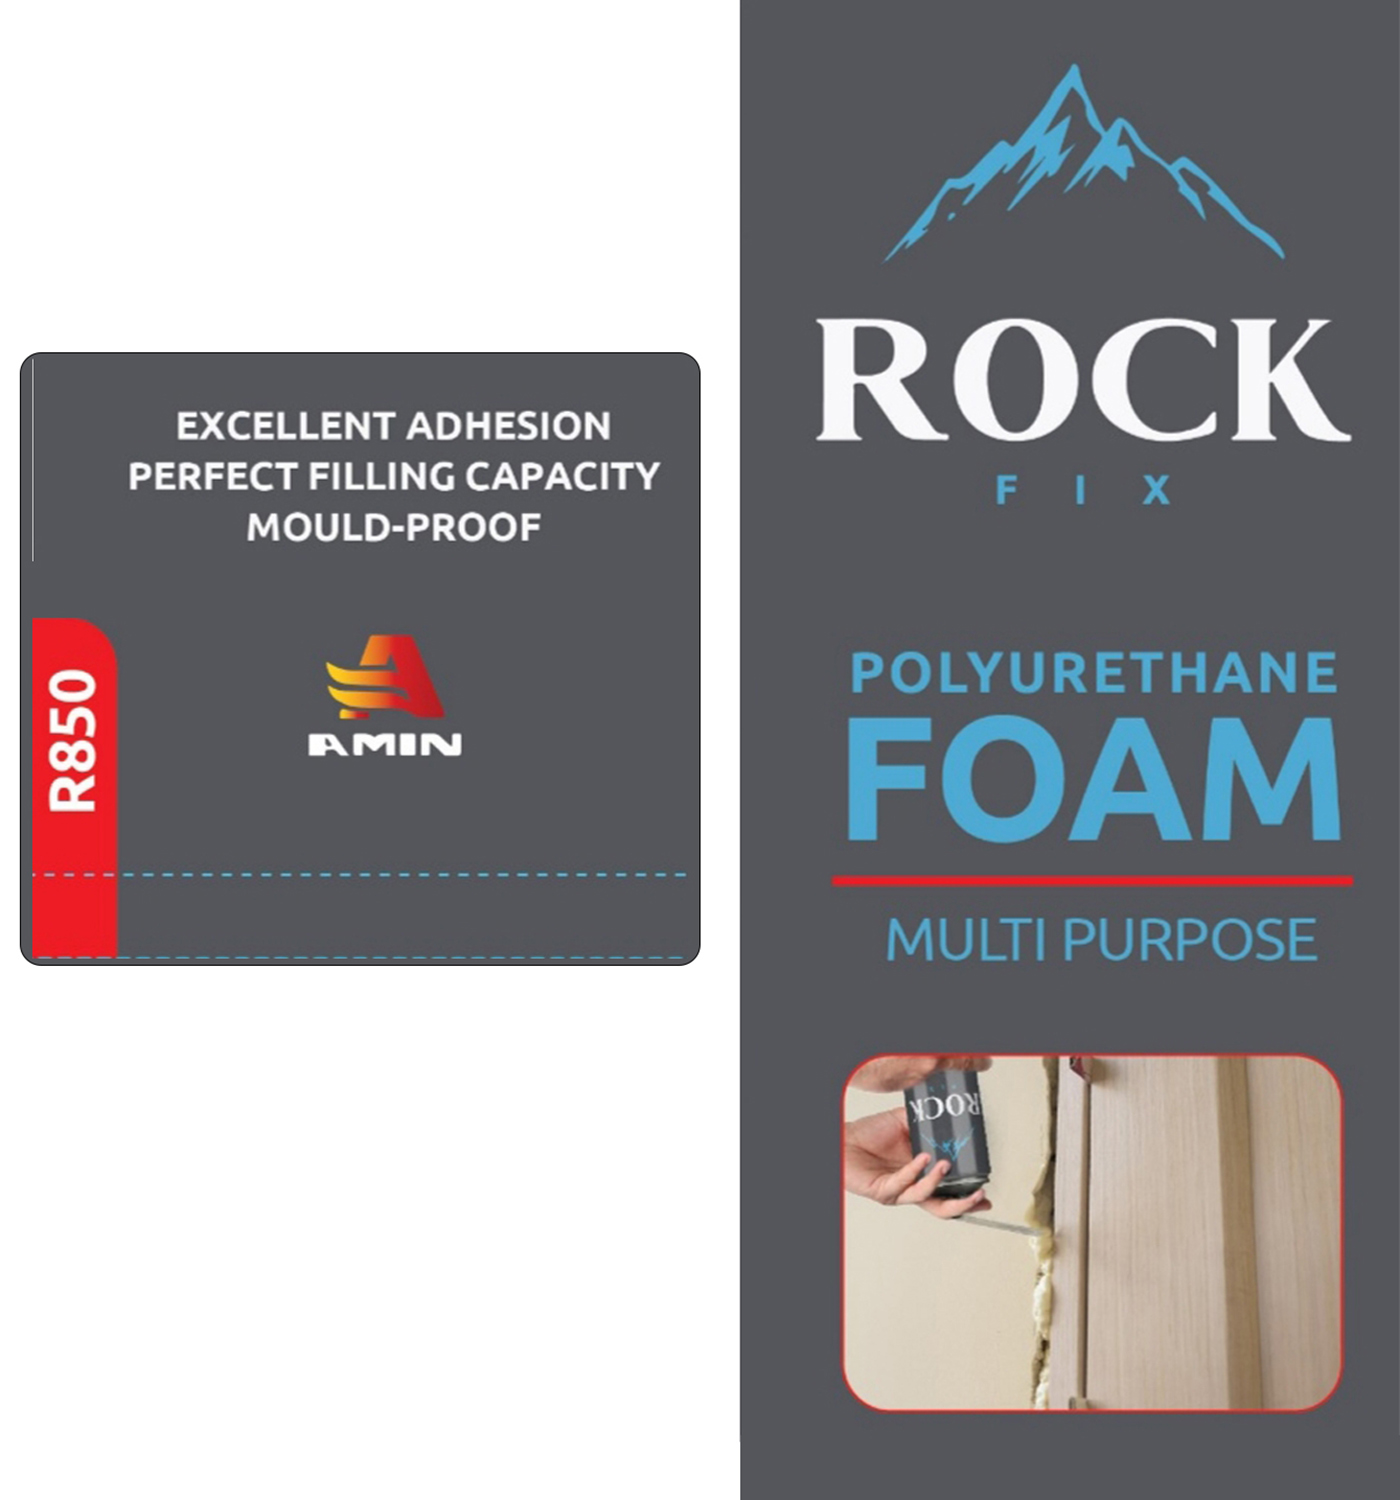 EXCELLENT ADHESION
PERFECT FILLING CAPACITY
MOULD-PROOF
R850
AMIN
ROCK
FIX
POLYURETHANE
FOAM
MULTI PURPOSE
ROCK